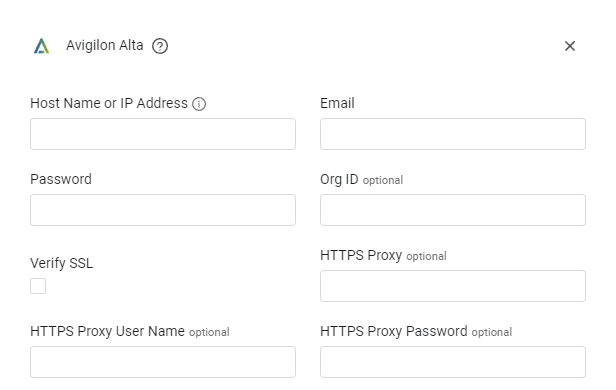 Avigilon Alta
Host Name or IP Address
Email
Password
Org ID optional
Verify SSL
HTTPS Proxy optional
HTTPS Proxy User Name optional
HTTPS Proxy Password optional